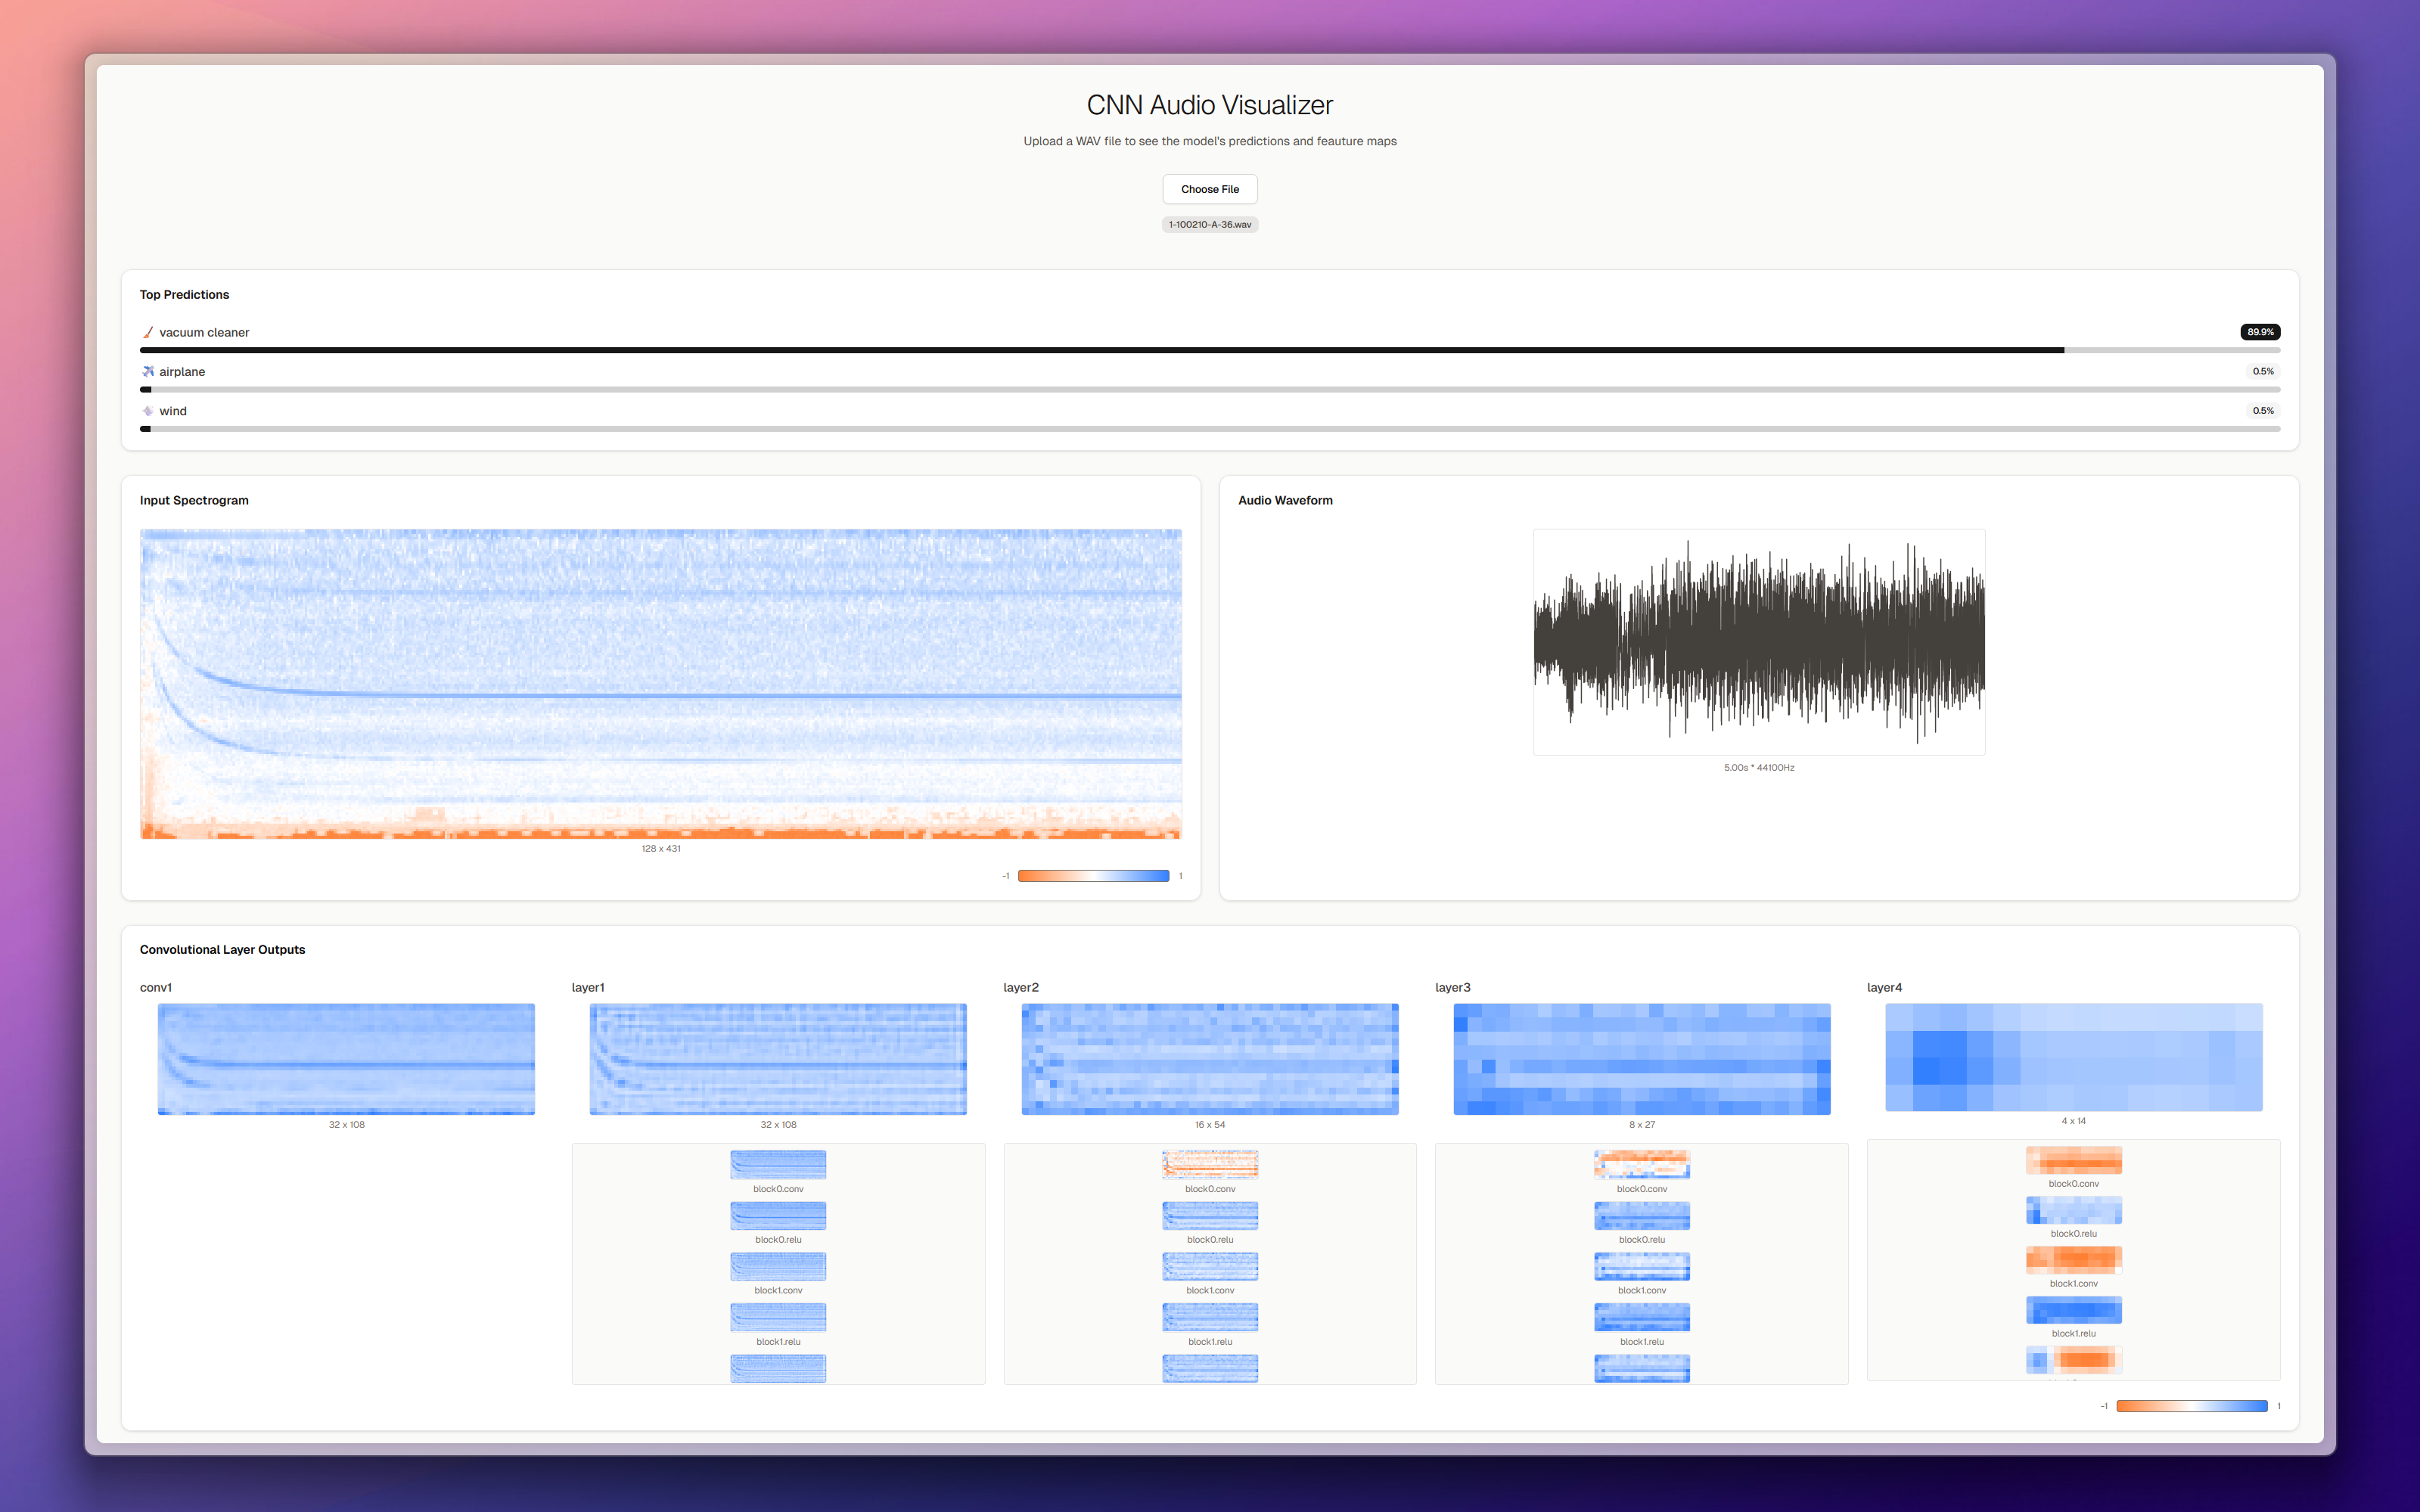 CNN Audio Visualizer
Upload a WAV file to see the model's predictions and feauture maps
Choose File
1-100210-A-36.wav
Top Predictions
vacuum cleaner 89.9%
airplane 0.5%
wind 0.5%
Input Spectrogram
128 x 431
-1 1
Audio Waveform
5.00s * 44100Hz
Convolutional Layer Outputs
conv1
32 x 108
layer1
32 x 108
block0.conv
block0.relu
block1.conv
block1.relu
layer2
16 x 54
block0.conv
block0.relu
block1.conv
block1.relu
layer3
8 x 27
block0.conv
block0.relu
block1.conv
block1.relu
layer4
4 x 14
block0.conv
block0.relu
block1.conv
block1.relu
-1 1